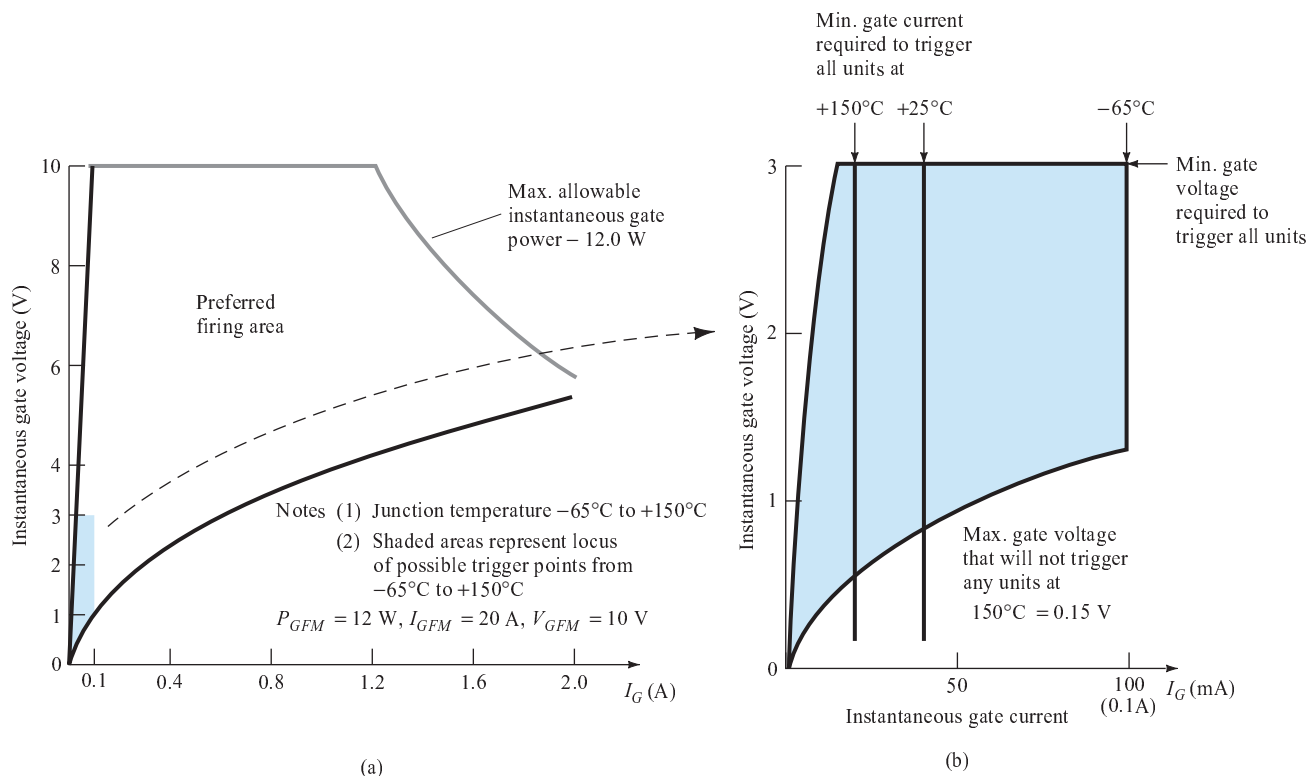 Min. gate current
required to trigger
all units at
+150°C +25°C −65°C
10
8
6
4
3
2
1
0
Instantaneous gate voltage (V)
Max. allowable
instantaneous gate
power – 12.0 W
Preferred
firing area
Notes (1) Junction temperature −65°C to +150°C
(2) Shaded areas represent locus
of possible trigger points from
−65°C to +150°C
P_GFM = 12 W, I_GFM = 20 A, V_GFM = 10 V
0.1 0.4 0.8 1.2 1.6 2.0 I_G (A)
(a)
3
2
1
0
Instantaneous gate voltage (V)
Min. gate
voltage
required to
trigger all units
Max. gate voltage
that will not trigger
any units at
150°C = 0.15 V
50 100 I_G (mA)
(0.1A)
Instantaneous gate current
(b)